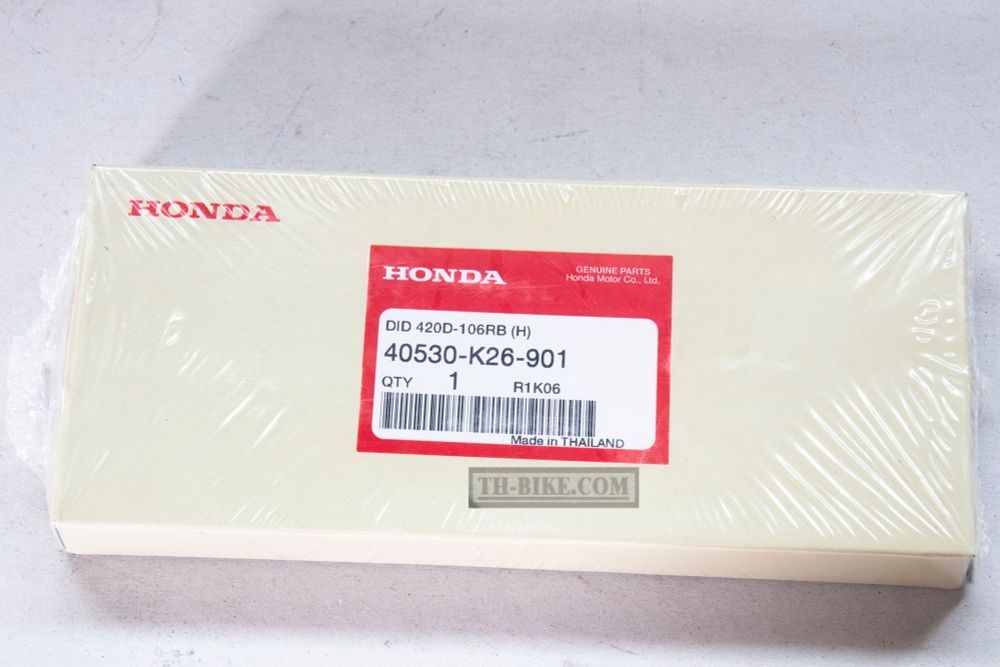 HONDA
HONDA
GENUINE PARTS
Honda Motor Co., Ltd.
DID 420D-106RB (H)
40530-K26-901
QTY 1 R1K06
Made in THAILAND
TH-BIKE.COM